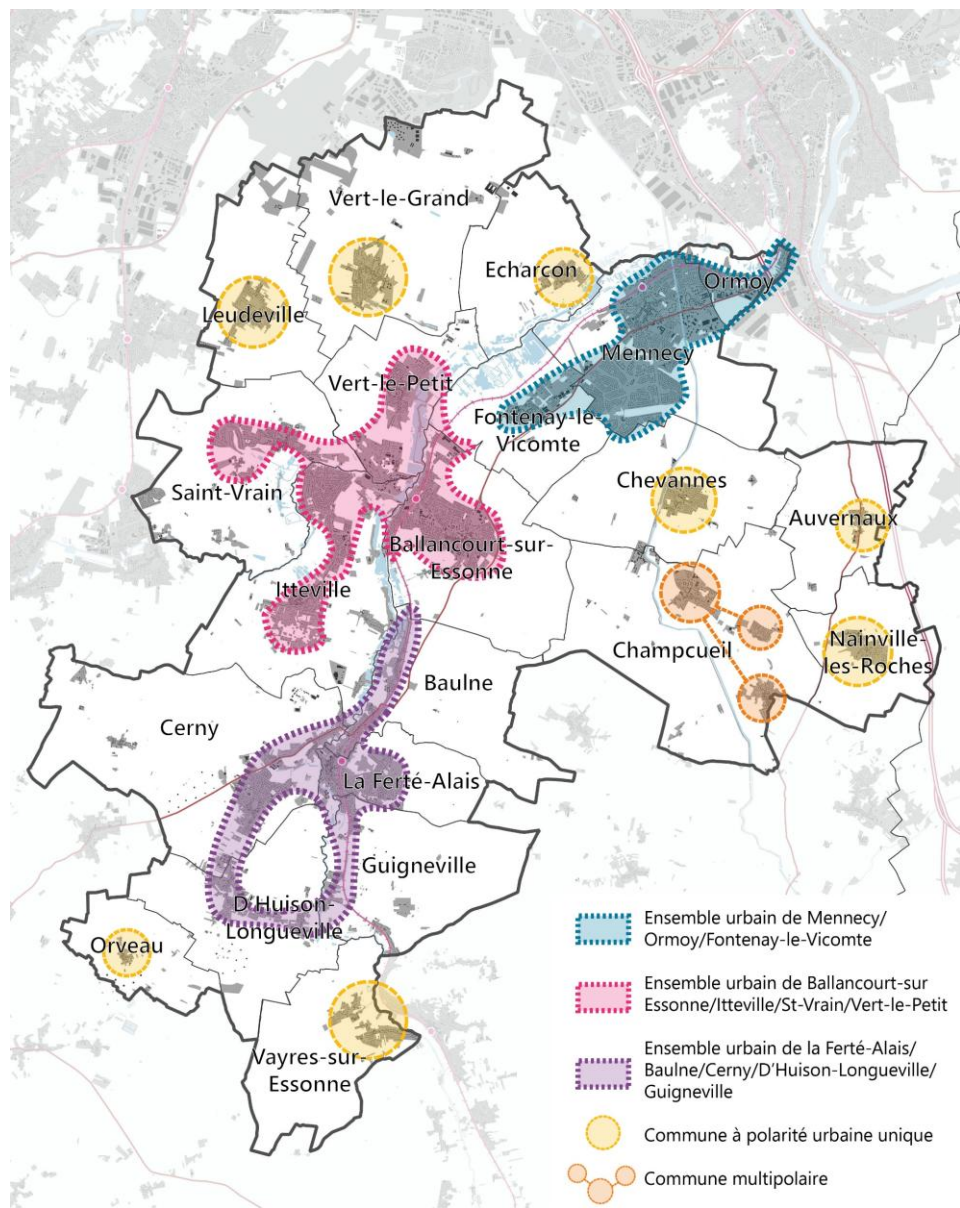 Vert-le-Grand
Echarcon
Ormoy
Leudeville
Mennecy
Vert-le-Petit
Fontenay-le-
Vicomte
Chevannes
Saint-Vrain
Auvernaux
Ballancourt-sur-
Essonne
Itteville
Champcueil
Nainville-
les-Roches
Baulne
Cerny
La Ferté-Alais
Guigneville
D'Huison-
Longueville
Orveau
Vayres-sur-
Essonne
Ensemble urbain de Mennecy/
Ormoy/Fontenay-le-Vicomte
Ensemble urbain de Ballancourt-sur
Essonne/Itteville/St-Vrain/Vert-le-Petit
Ensemble urbain de la Ferté-Alais/
Baulne/Cerny/D'Huison-Longueville/
Guigneville
Commune à polarité urbaine unique
Commune multipolaire